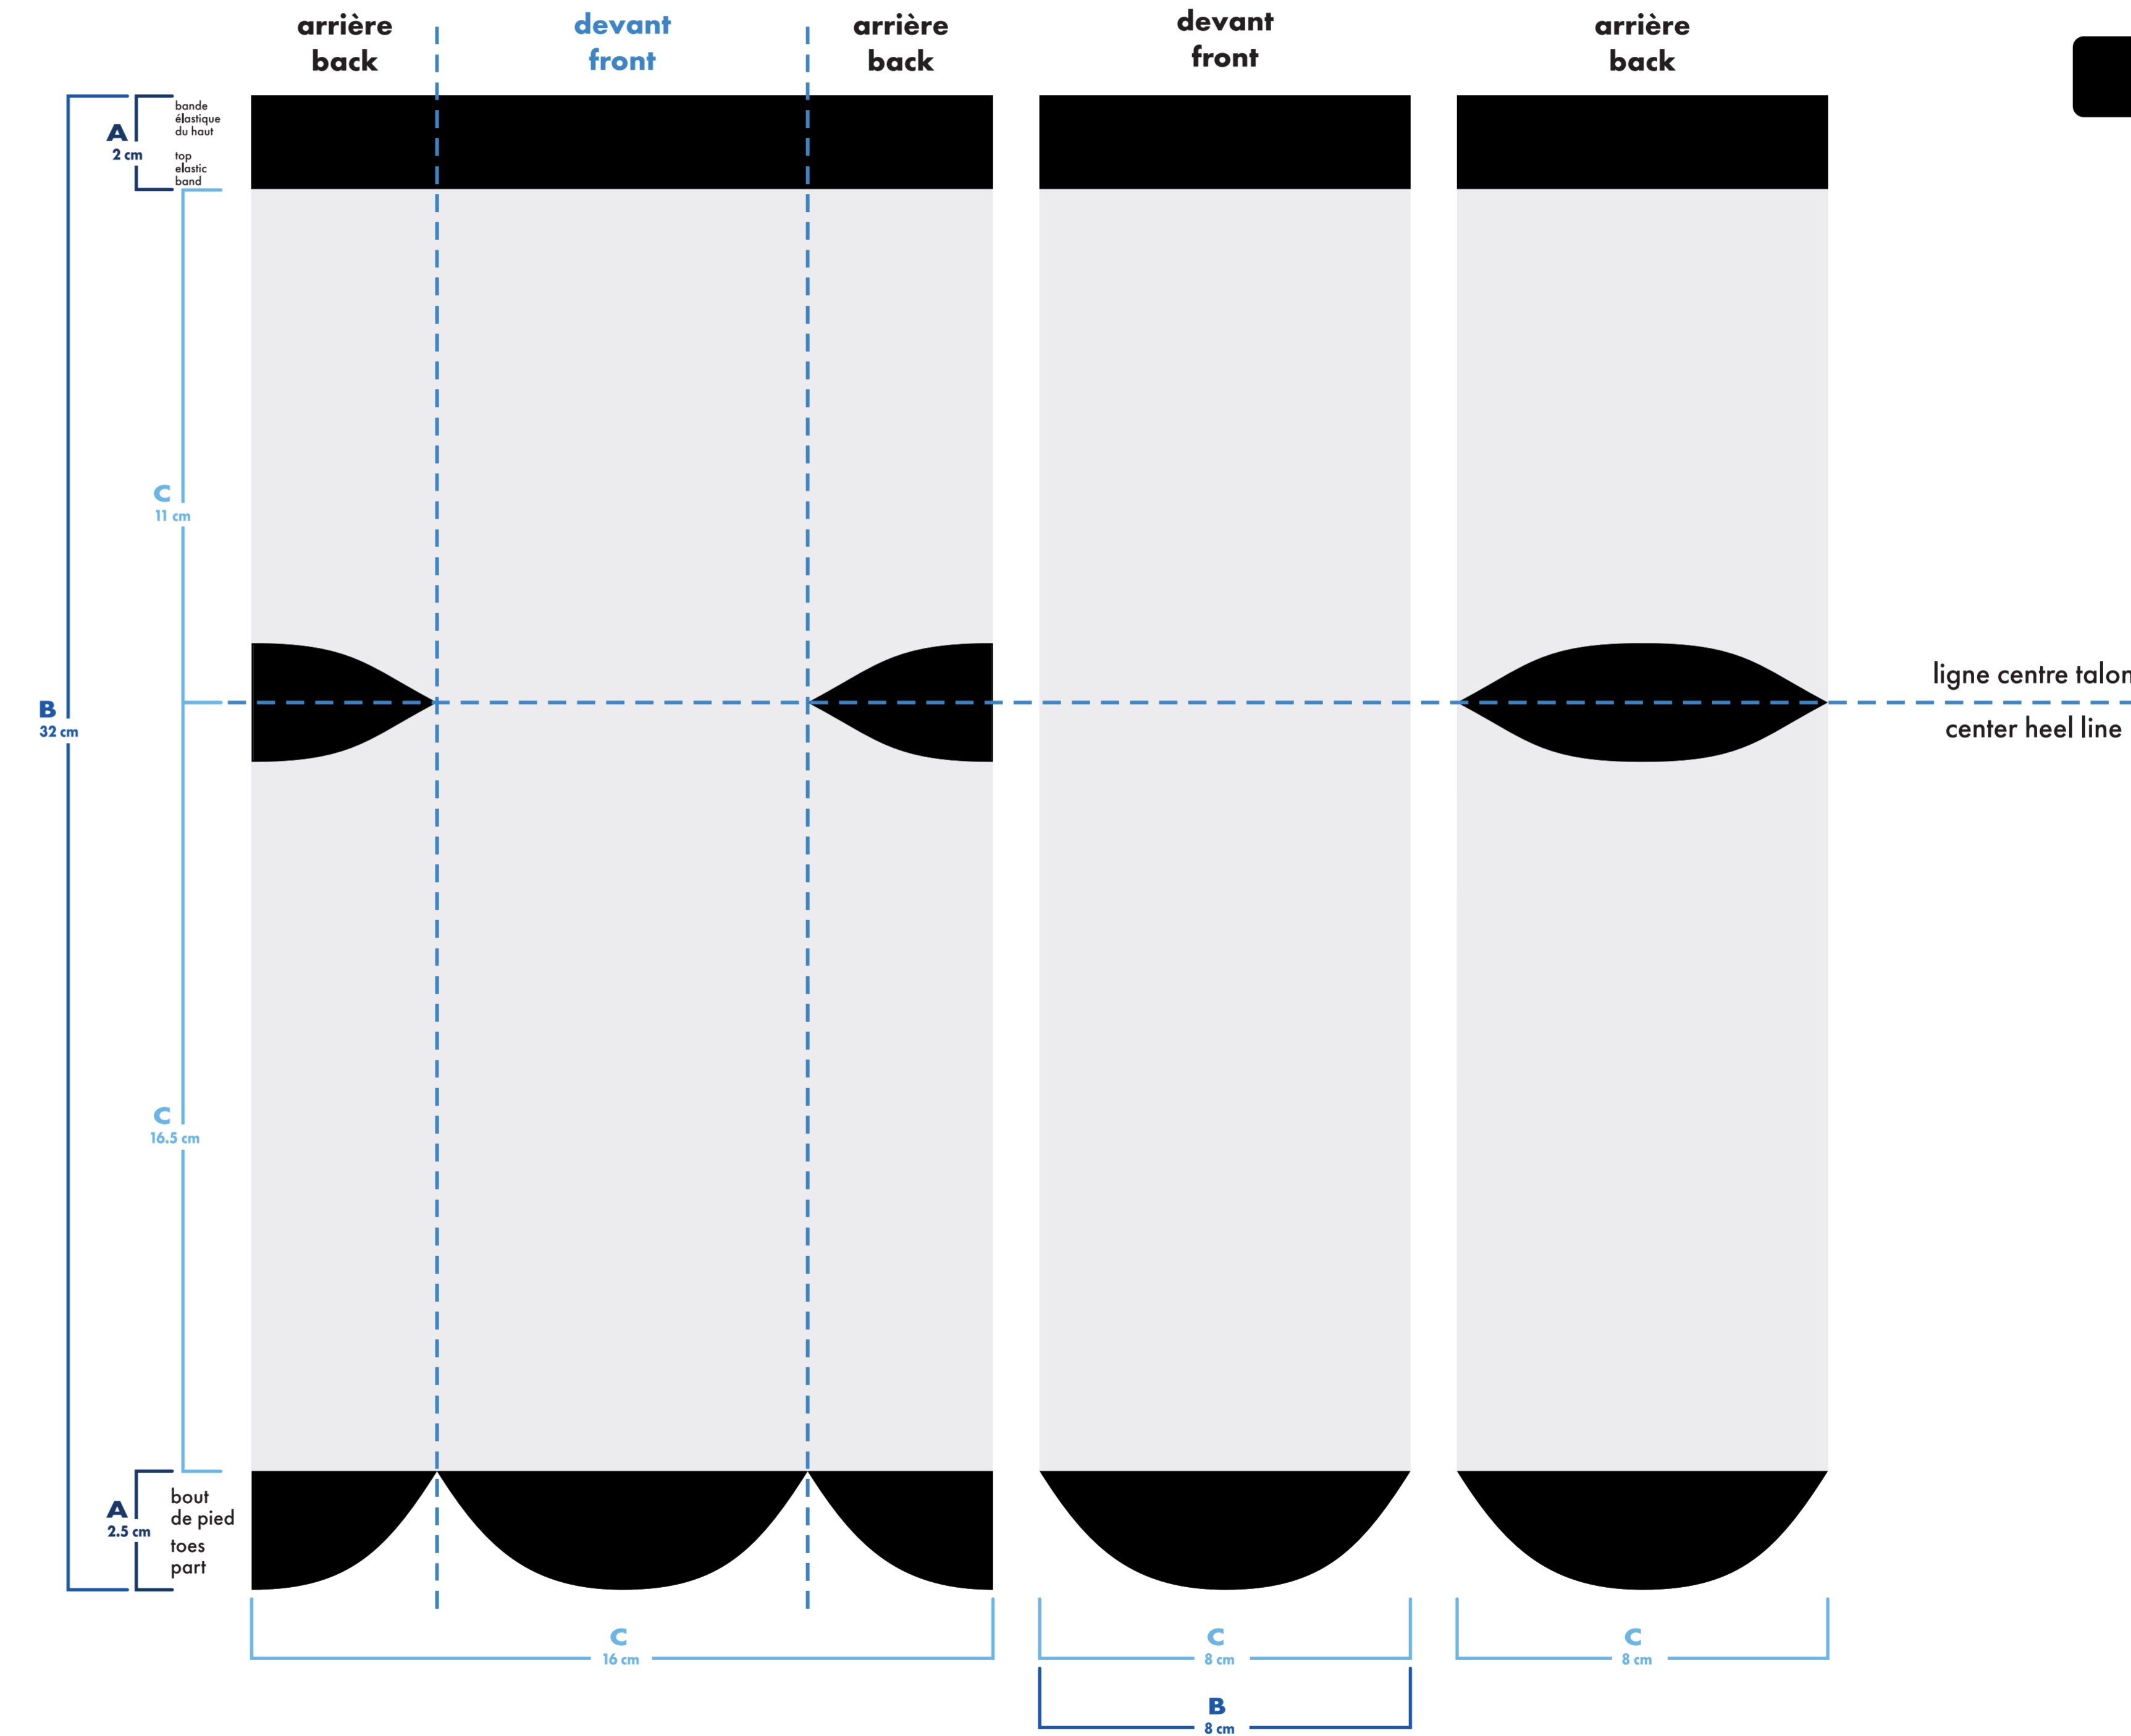 arrière
back
devant
front
arrière
back
devant
front
arrière
back
A
2 cm
bande
élastique
du haut
top
elastic
band
C
11 cm
B
32 cm
ligne centre talon
center heel line
C
16.5 cm
A
2.5 cm
bout
de pied
toes
part
C
16 cm
C
8 cm
C
8 cm
B
8 cm